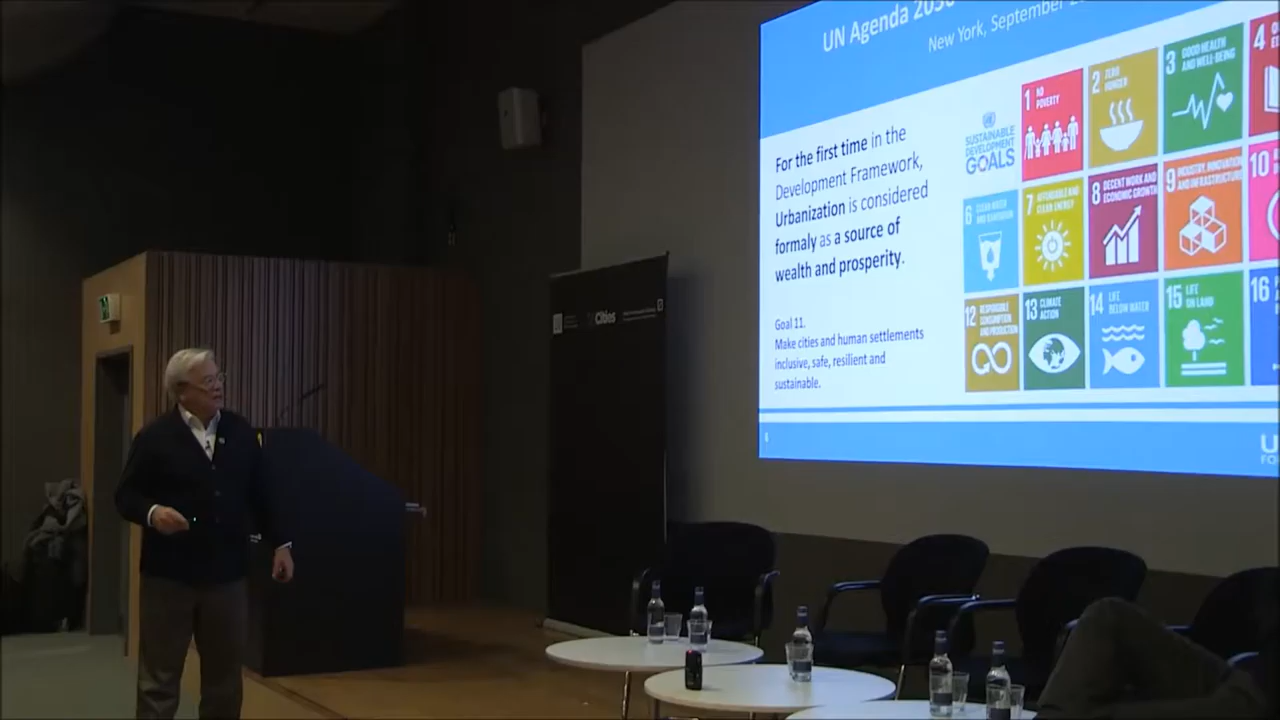 UN Agenda 2030
New York, September
For the first time in the
Development Framework,
Urbanization is considered
formaly as a source of
wealth and prosperity.
Goal 11.
Make cities and human settlements
inclusive, safe, resilient and
sustainable.
SUSTAINABLE
DEVELOPMENT
GOALS
1 NO
POVERTY
2 ZERO
HUNGER
3 GOOD HEALTH
AND WELL-BEING
4
6 CLEAN WATER
AND SANITATION
7 AFFORDABLE AND
CLEAN ENERGY
8 DECENT WORK AND
ECONOMIC GROWTH
9 INDUSTRY, INNOVATION
AND INFRASTRUCTURE
10
12 RESPONSIBLE
CONSUMPTION
AND PRODUCTION
13 CLIMATE
ACTION
14 LIFE
BELOW WATER
15 LIFE
ON LAND
16
6
Cities